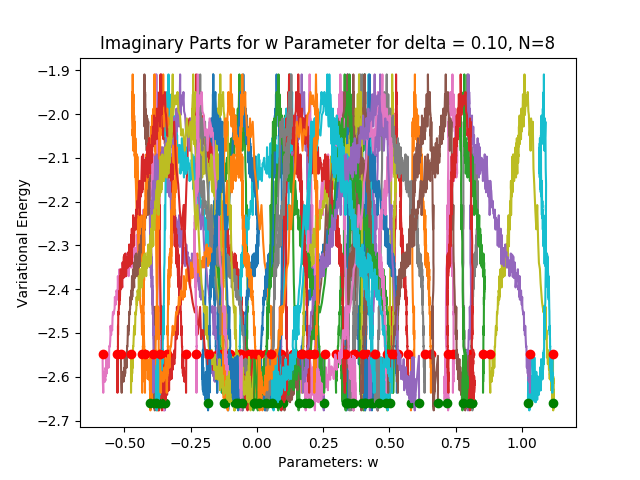 Imaginary Parts for w Parameter for delta = 0.10, N=8
−1.9
−2.0
−2.1
−2.2
−2.3
−2.4
−2.5
−2.6
−2.7
Variational Energy
−0.50 −0.25 0.00 0.25 0.50 0.75 1.00
Parameters: w